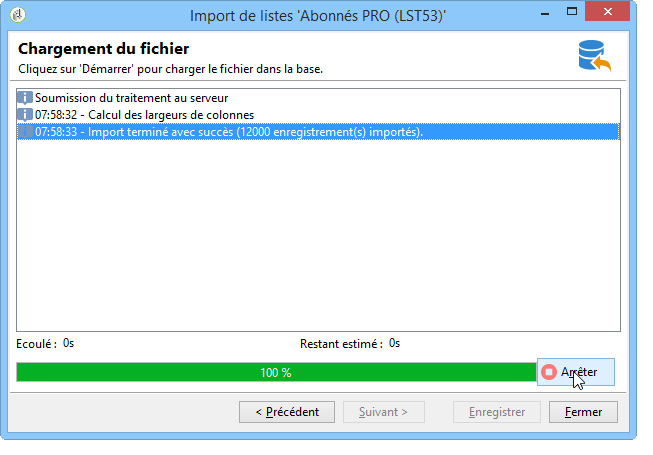 Import de listes 'Abonnés PRO (LST53)'
Chargement du fichier
Cliquez sur 'Démarrer' pour charger le fichier dans la base.
Soumission du traitement au serveur
07:58:32 - Calcul des largeurs de colonnes
07:58:33 - Import terminé avec succès (12000 enregistrement(s) importés).
Ecoulé : 0s Restant estimé : 0s
100 % Arrêter
< Précédent Suivant > Enregistrer Fermer